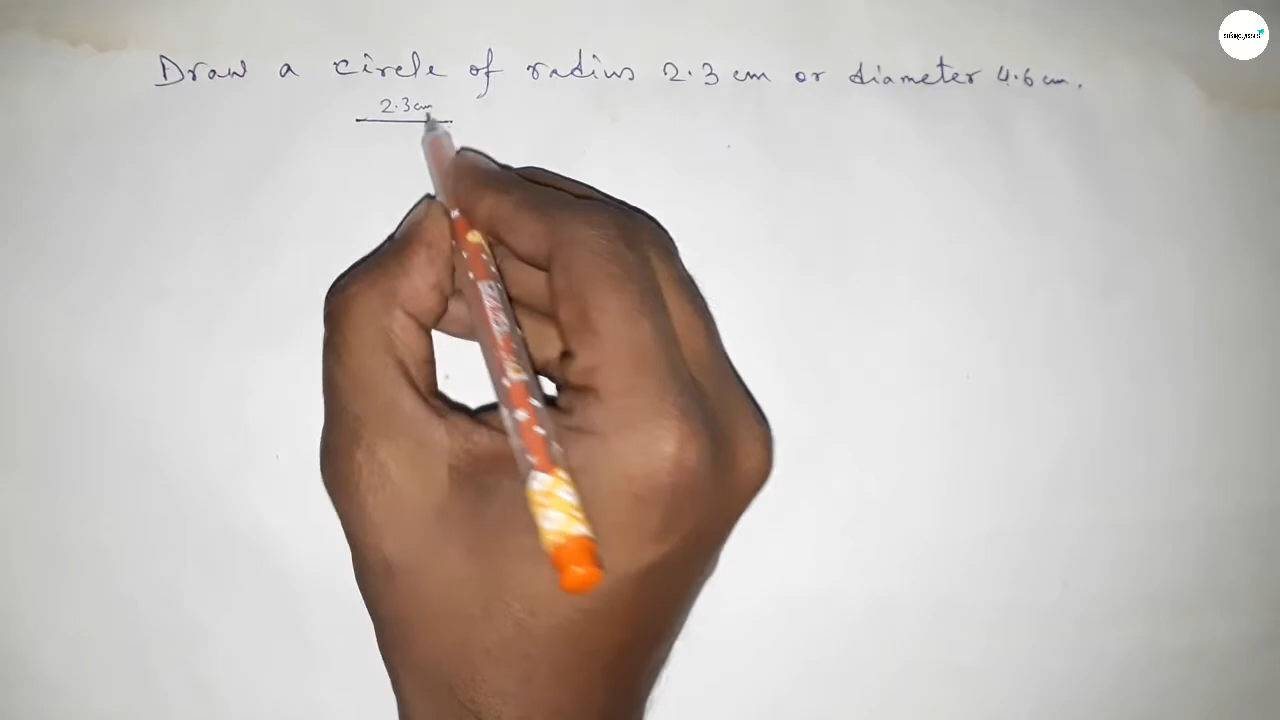 Draw a circle of radius 2.3 cm or diameter 4.6 cm.
2.3 cm